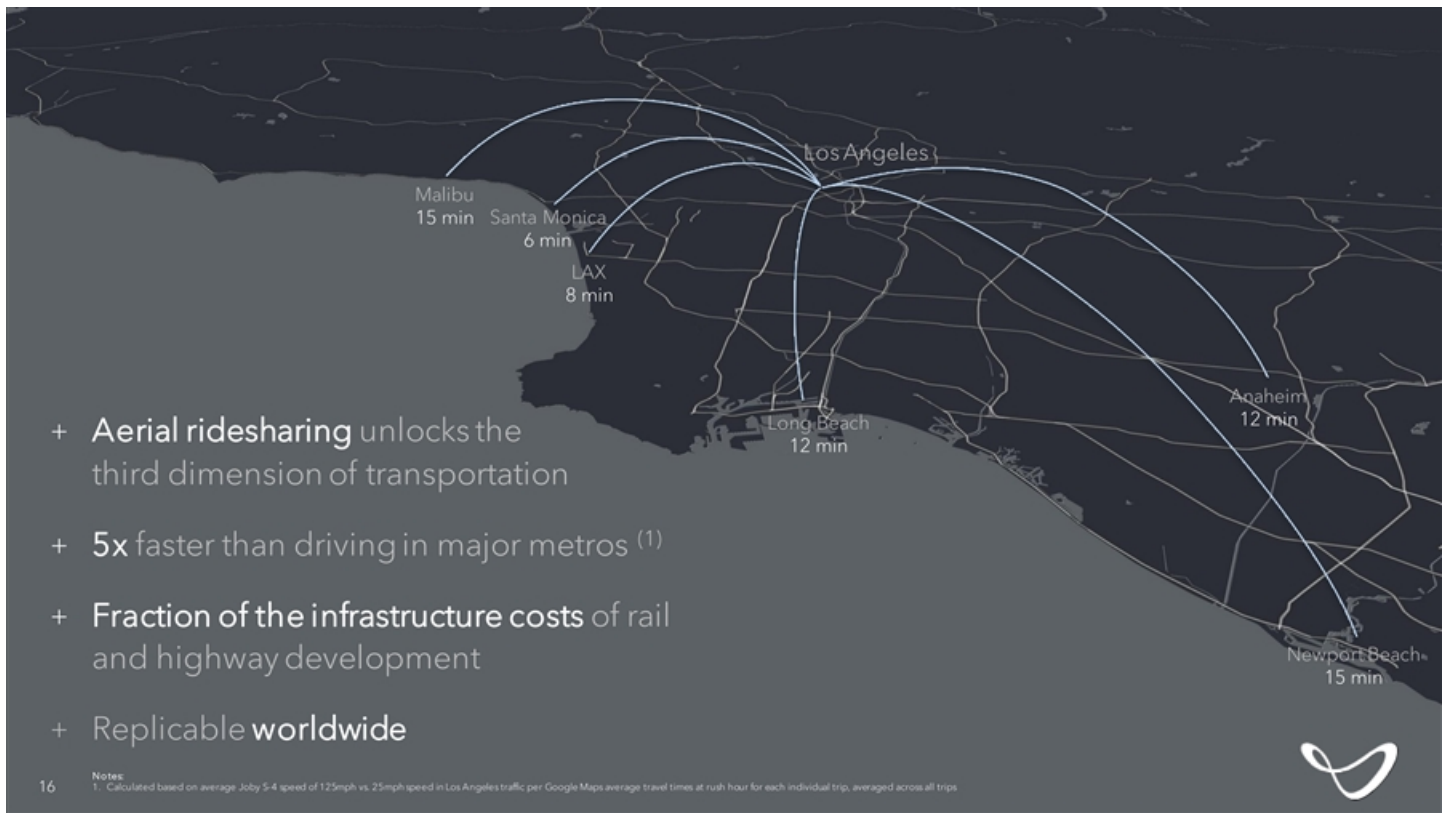 Los Angeles
Malibu
15 min
Santa Monica
6 min
LAX
8 min
Anaheim
12 min
Long Beach
12 min
Newport Beach
15 min
+ Aerial ridesharing unlocks the
third dimension of transportation
+ 5x faster than driving in major metros (1)
+ Fraction of the infrastructure costs of rail
and highway development
+ Replicable worldwide
16
Notes:
1. Calculated based on average Joby S-4 speed of 125mph vs. 25mph speed in Los Angeles traffic per Google Maps average travel times at rush hour for each individual trip, averaged across all trips